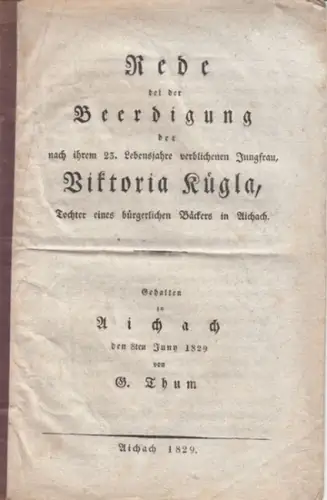 Rede
bei der
Beerdigung
der
nach ihrem 23. Lebensjahre verblichenen Jungfrau,
Viktoria Kügla,
Tochter eines bürgerlichen Bäckers in Aichach.
Gehalten
in
Aichach
den 8ten Juny 1829
von
G. Thum
Aichach 1829.